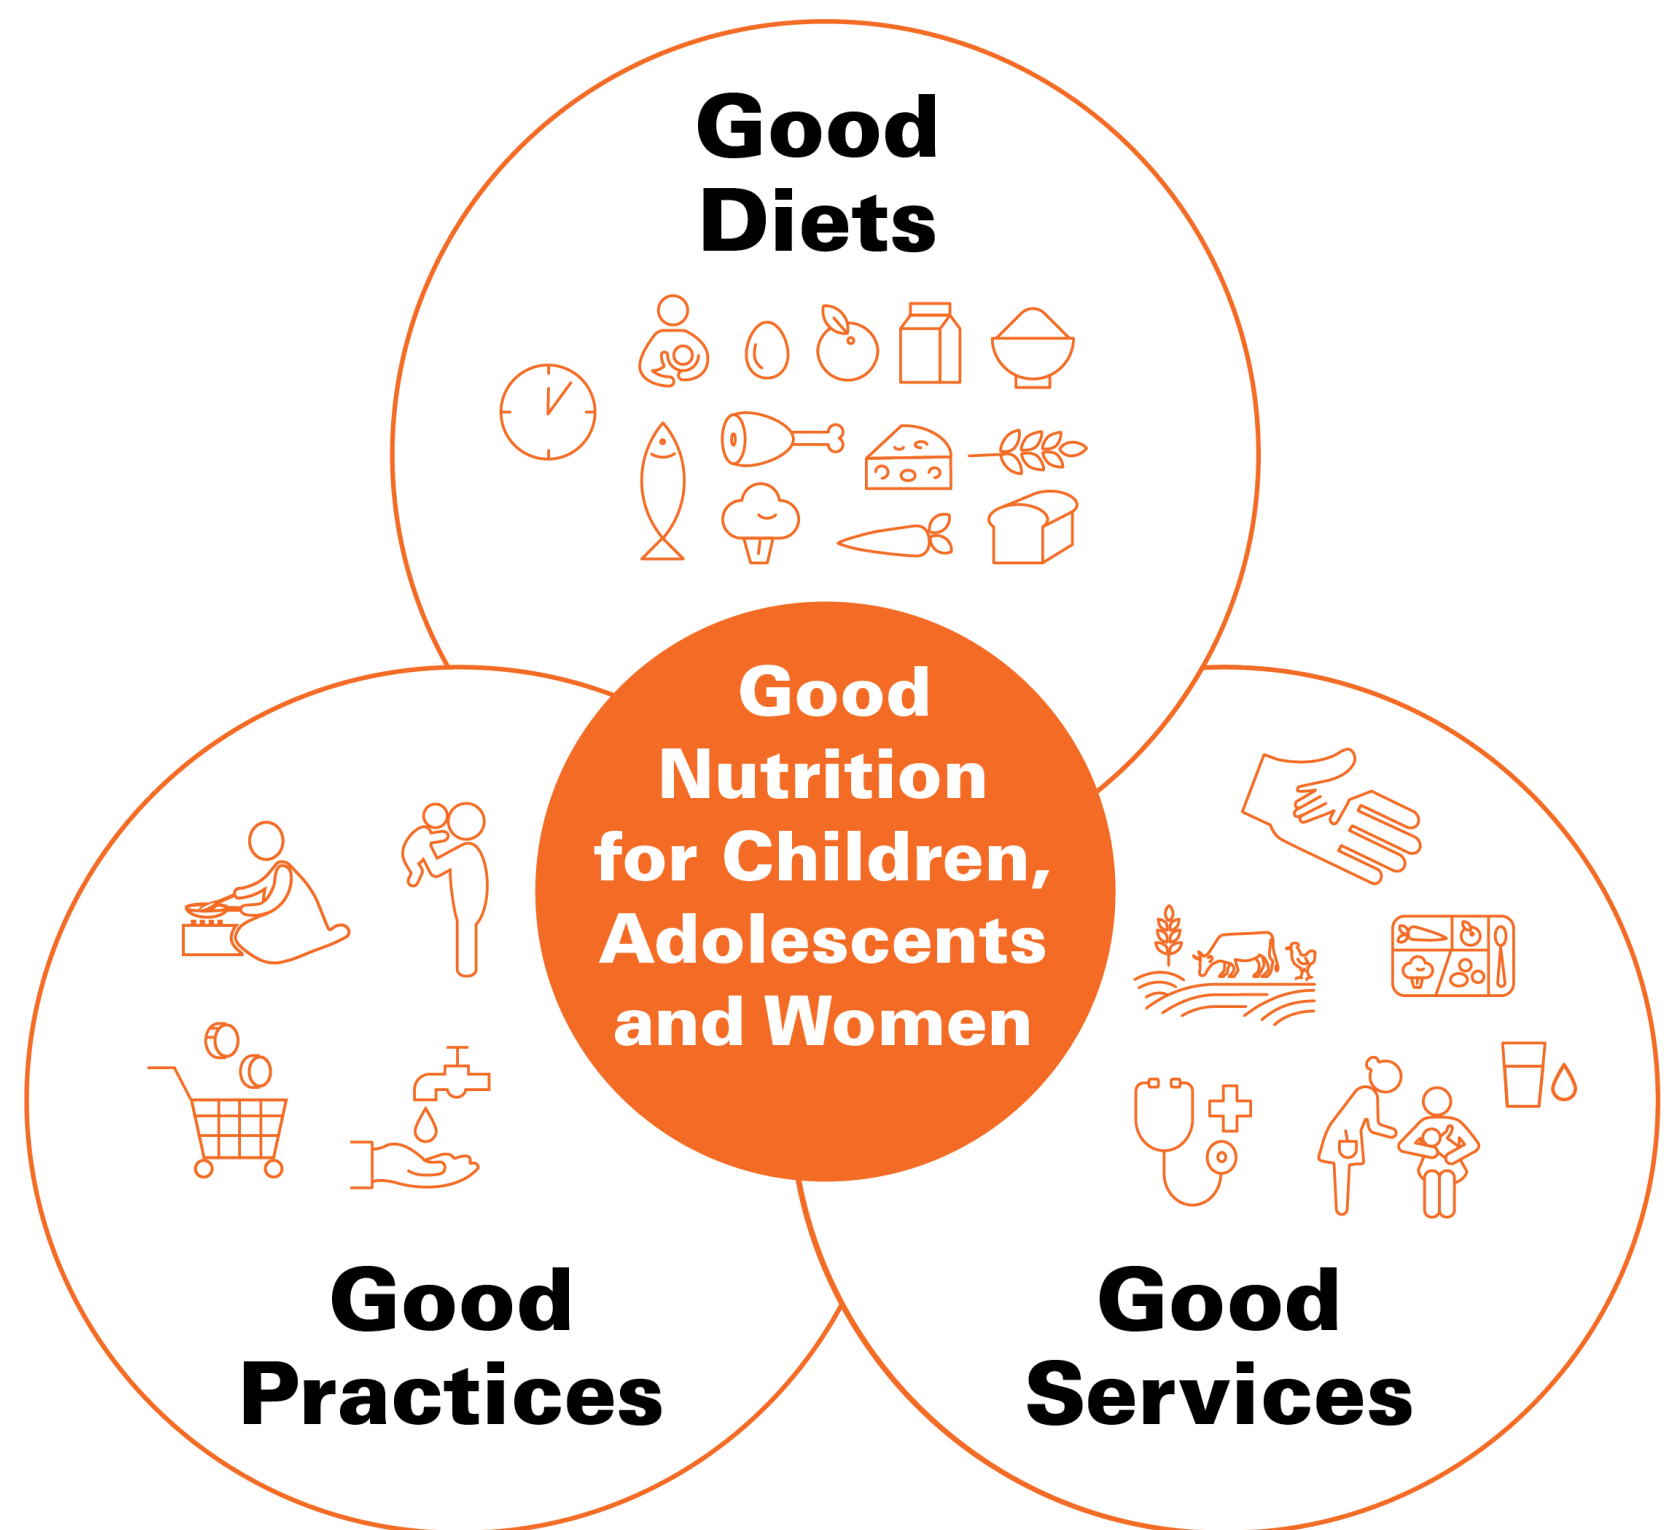 Good
Diets
Good
Nutrition
for Children,
Adolescents
and Women
Good
Practices
Good
Services